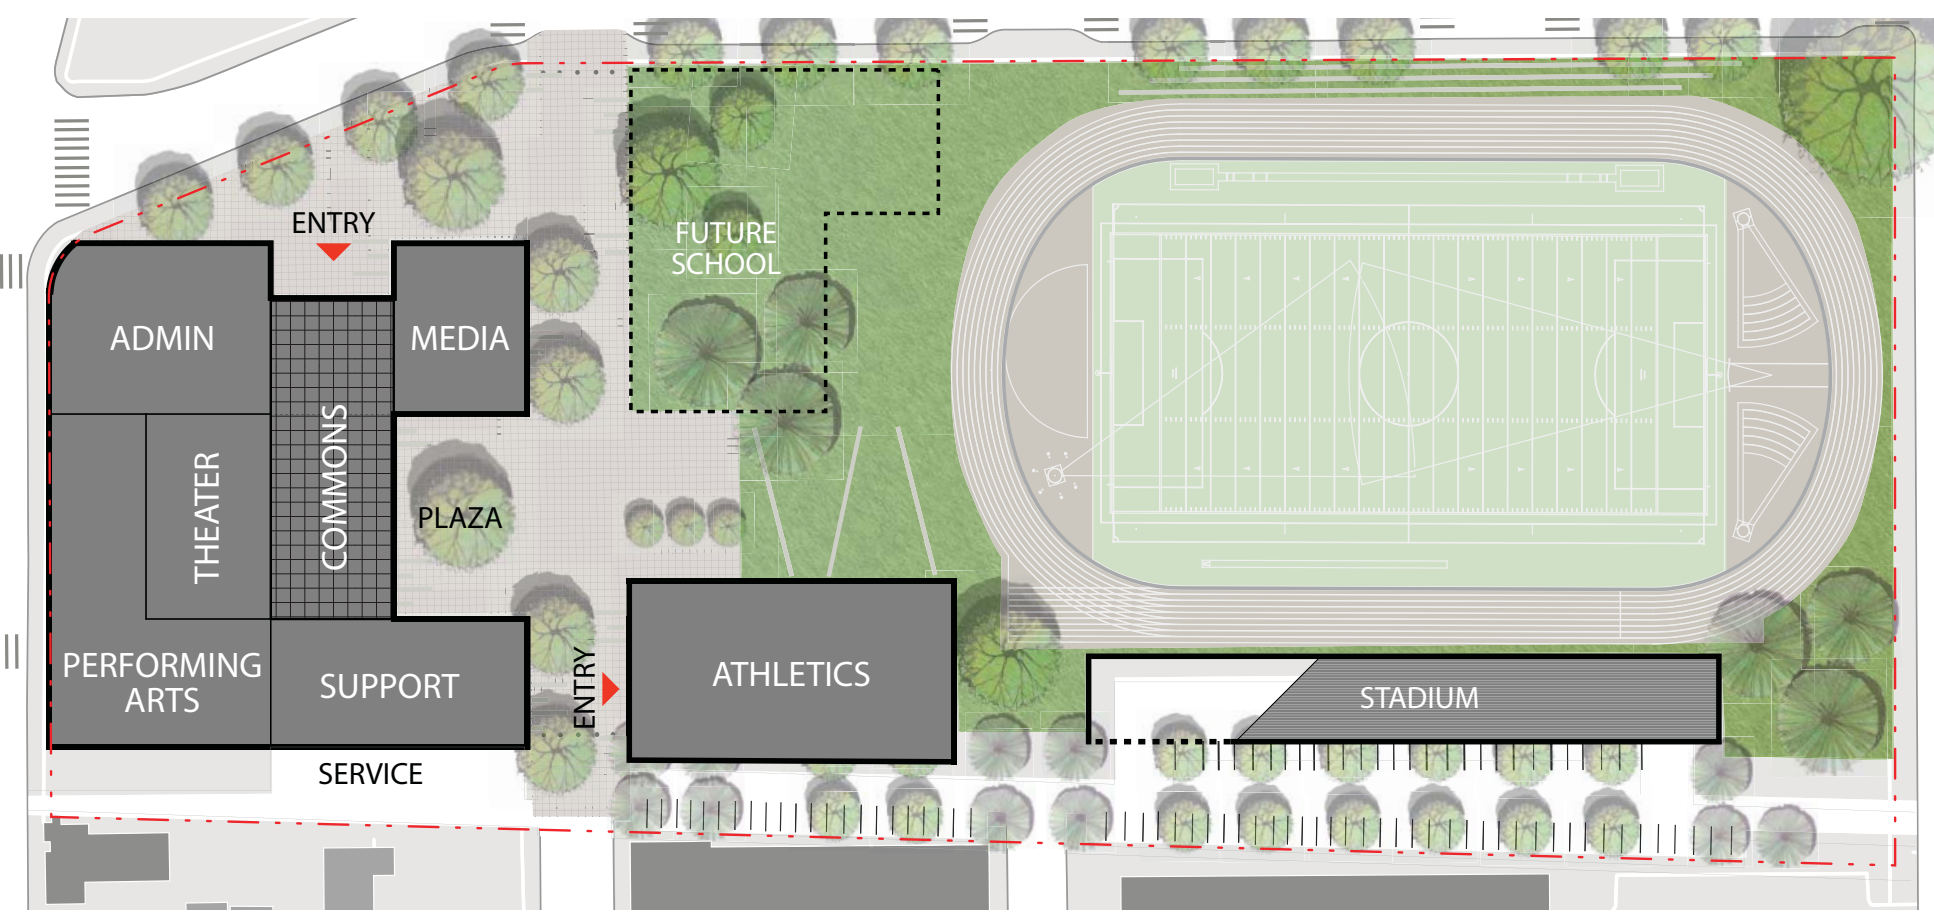 ENTRY
FUTURE
SCHOOL
ADMIN
MEDIA
COMMONS
THEATER
PLAZA
PERFORMING
ARTS
SUPPORT
ENTRY
ATHLETICS
STADIUM
SERVICE